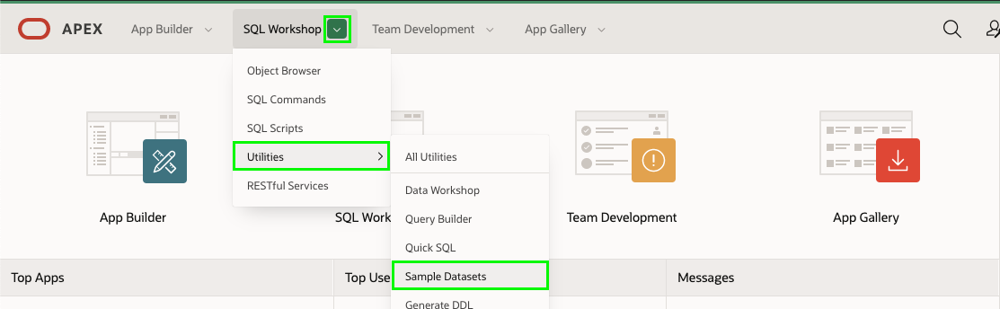 APEX App Builder SQL Workshop Team Development App Gallery
Object Browser
SQL Commands
SQL Scripts
Utilities
RESTful Services
All Utilities
Data Workshop
Query Builder
Quick SQL
Sample Datasets
Generate DDL
App Builder SQL Work Team Development App Gallery
Top Apps Top Use Messages